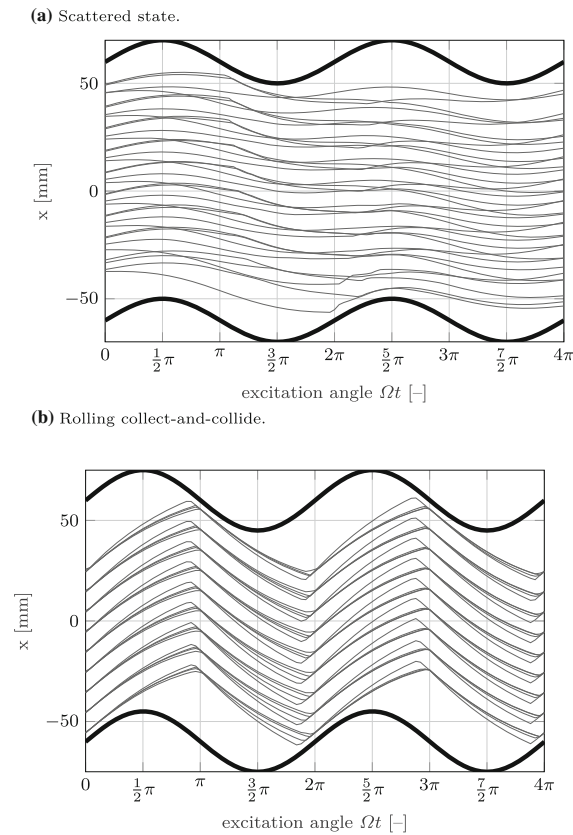 (a) Scattered state.
50
0
−50
x [mm]
0 1/2π π 3/2π 2π 5/2π 3π 7/2π 4π
excitation angle Ωt [–]
(b) Rolling collect-and-collide.
50
0
−50
x [mm]
0 1/2π π 3/2π 2π 5/2π 3π 7/2π 4π
excitation angle Ωt [–]